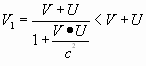 V₁ = (V + U) / (1 + (V • U) / c²) < V + U